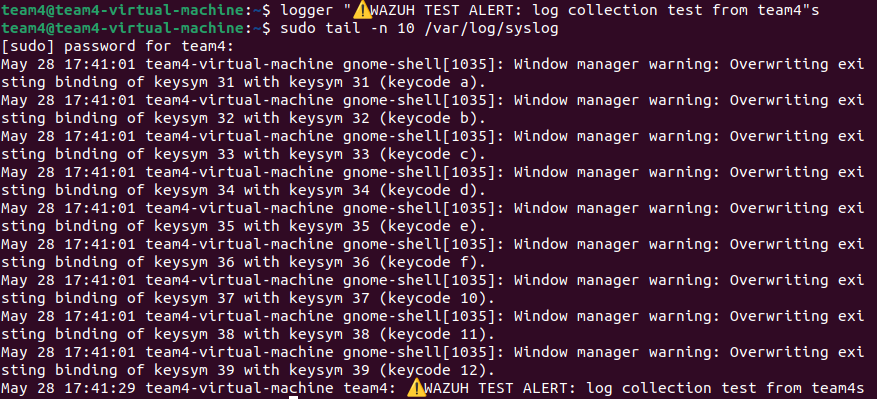 team4@team4-virtual-machine:~$ logger "⚠️WAZUH TEST ALERT: log collection test from team4"s
team4@team4-virtual-machine:~$ sudo tail -n 10 /var/log/syslog
[sudo] password for team4:
May 28 17:41:01 team4-virtual-machine gnome-shell[1035]: Window manager warning: Overwriting exi
sting binding of keysym 31 with keysym 31 (keycode a).
May 28 17:41:01 team4-virtual-machine gnome-shell[1035]: Window manager warning: Overwriting exi
sting binding of keysym 32 with keysym 32 (keycode b).
May 28 17:41:01 team4-virtual-machine gnome-shell[1035]: Window manager warning: Overwriting exi
sting binding of keysym 33 with keysym 33 (keycode c).
May 28 17:41:01 team4-virtual-machine gnome-shell[1035]: Window manager warning: Overwriting exi
sting binding of keysym 34 with keysym 34 (keycode d).
May 28 17:41:01 team4-virtual-machine gnome-shell[1035]: Window manager warning: Overwriting exi
sting binding of keysym 35 with keysym 35 (keycode e).
May 28 17:41:01 team4-virtual-machine gnome-shell[1035]: Window manager warning: Overwriting exi
sting binding of keysym 36 with keysym 36 (keycode f).
May 28 17:41:01 team4-virtual-machine gnome-shell[1035]: Window manager warning: Overwriting exi
sting binding of keysym 37 with keysym 37 (keycode 10).
May 28 17:41:01 team4-virtual-machine gnome-shell[1035]: Window manager warning: Overwriting exi
sting binding of keysym 38 with keysym 38 (keycode 11).
May 28 17:41:01 team4-virtual-machine gnome-shell[1035]: Window manager warning: Overwriting exi
sting binding of keysym 39 with keysym 39 (keycode 12).
May 28 17:41:29 team4-virtual-machine team4: ⚠️WAZUH TEST ALERT: log collection test from team4s